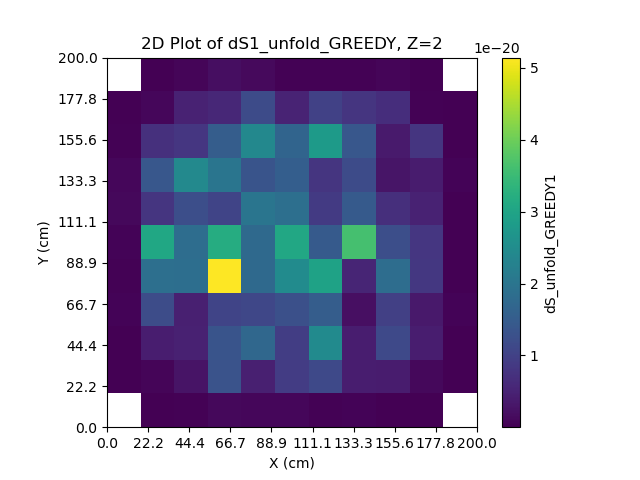 2D Plot of dS1_unfold_GREEDY, Z=2
1e−20
200.0
177.8
155.6
133.3
111.1
88.9
66.7
44.4
22.2
0.0
Y (cm)
0.0 22.2 44.4 66.7 88.9 111.1 133.3 155.6 177.8 200.0
X (cm)
5
4
3
2
1
dS_unfold_GREEDY1